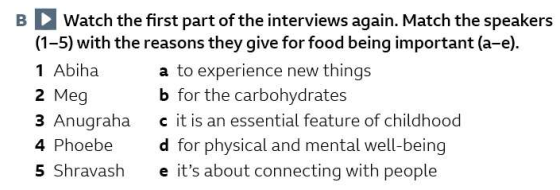 B Watch the first part of the interviews again. Match the speakers
(1–5) with the reasons they give for food being important (a–e).
1 Abiha a to experience new things
2 Meg b for the carbohydrates
3 Anugraha c it is an essential feature of childhood
4 Phoebe d for physical and mental well-being
5 Shravash e it's about connecting with people